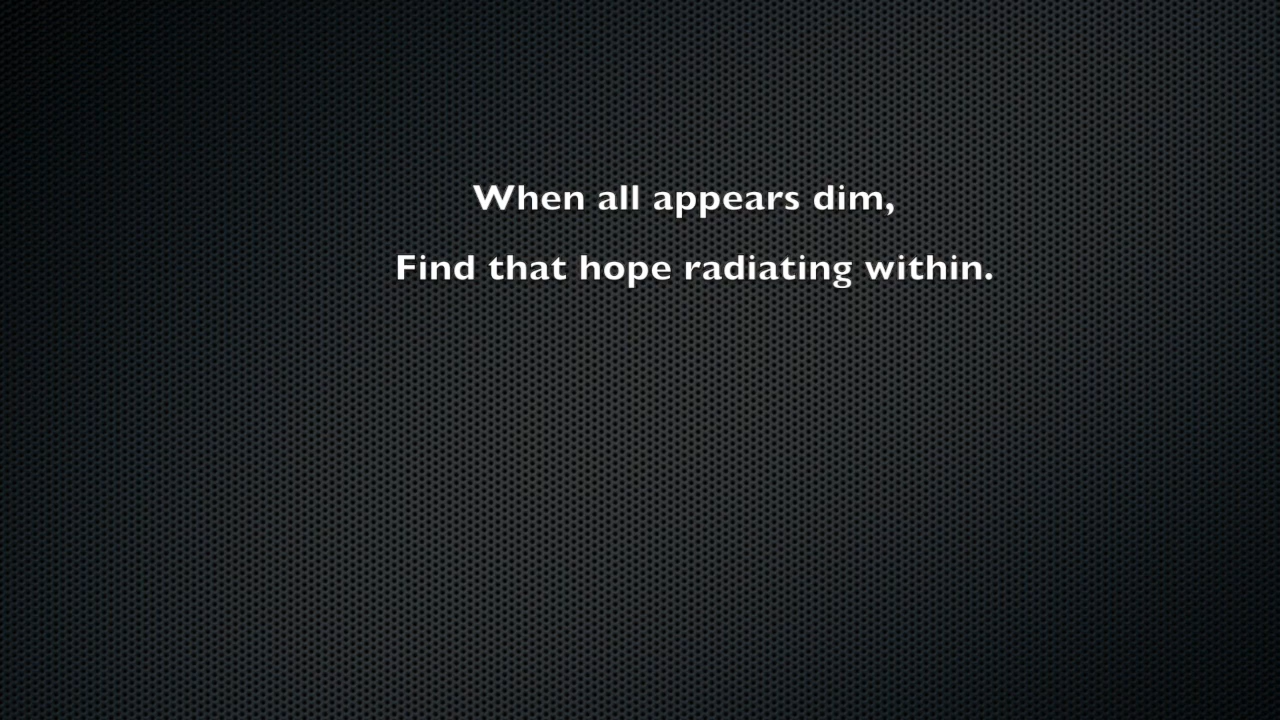 When all appears dim,
Find that hope radiating within.